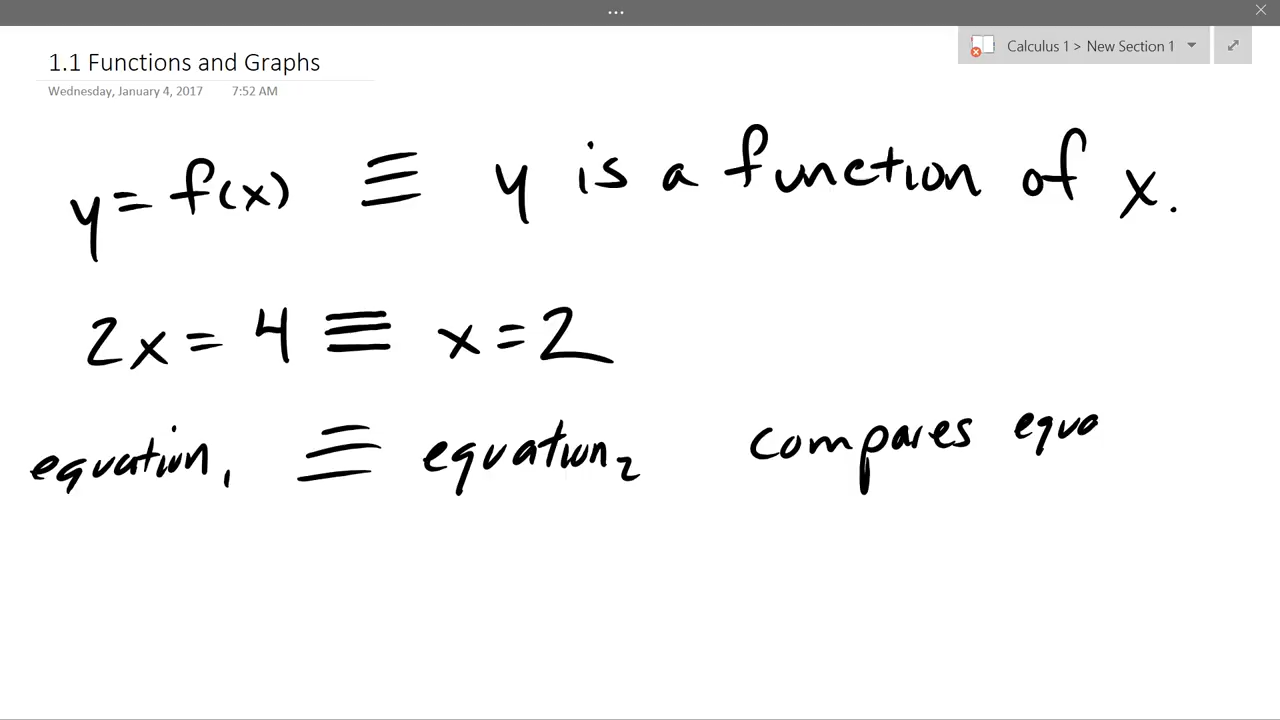 ...
Calculus 1 > New Section 1
1.1 Functions and Graphs
Wednesday, January 4, 2017 7:52 AM
y = f(x) ≡ y is a function of x.
2x = 4 ≡ x = 2
equation₁ ≡ equation₂ compares equa